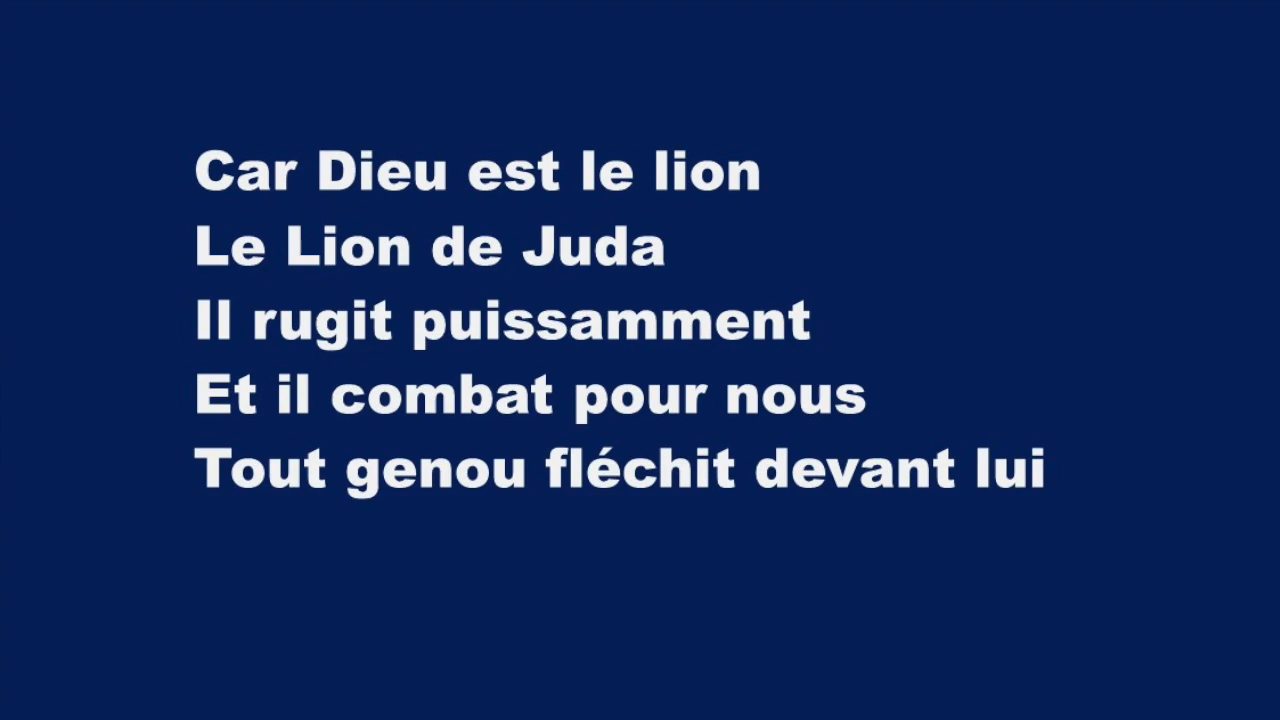 Car Dieu est le lion
Le Lion de Juda
Il rugit puissamment
Et il combat pour nous
Tout genou fléchit devant lui